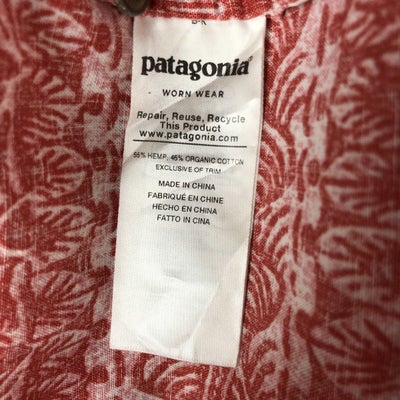 patagonia®
WORN WEAR
Repair, Reuse, Recycle
This Product
www.patagonia.com
55% HEMP, 45% ORGANIC COTTON
EXCLUSIVE OF TRIM
MADE IN CHINA
FABRIQUÉ EN CHINE
HECHO EN CHINA
FATTO IN CINA